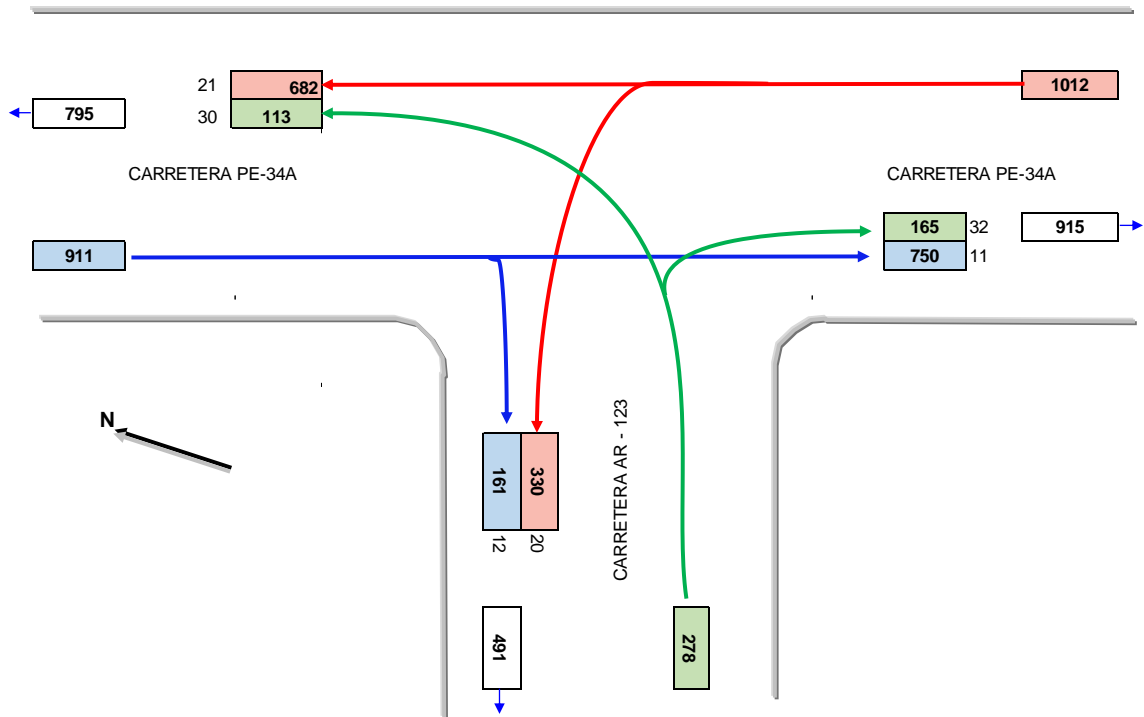 21 682 1012
795 30 113
CARRETERA PE-34A CARRETERA PE-34A
165 32 915
911 750 11
N
161 330
12 20
CARRETERA AR - 123
491 278